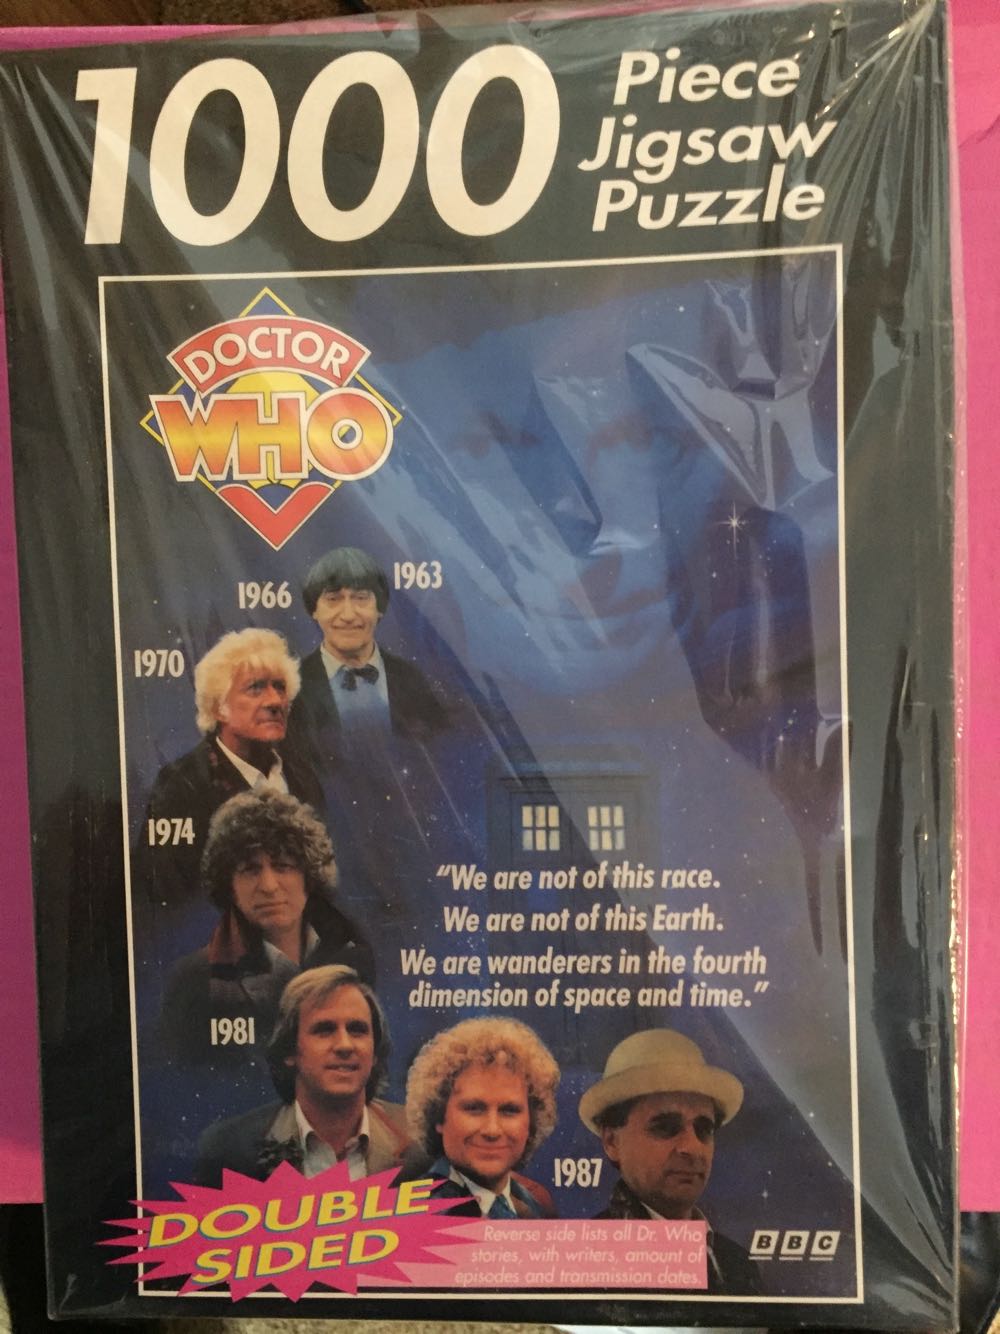 1000
Piece
Jigsaw
Puzzle
DOCTOR
WHO
1963
1966
1970
1974
"We are not of this race.
We are not of this Earth.
We are wanderers in the fourth
dimension of space and time."
1981
1987
DOUBLE
SIDED
Reverse side lists all Dr. Who
stories, with writers, amount of
episodes and transmission dates.
BBC